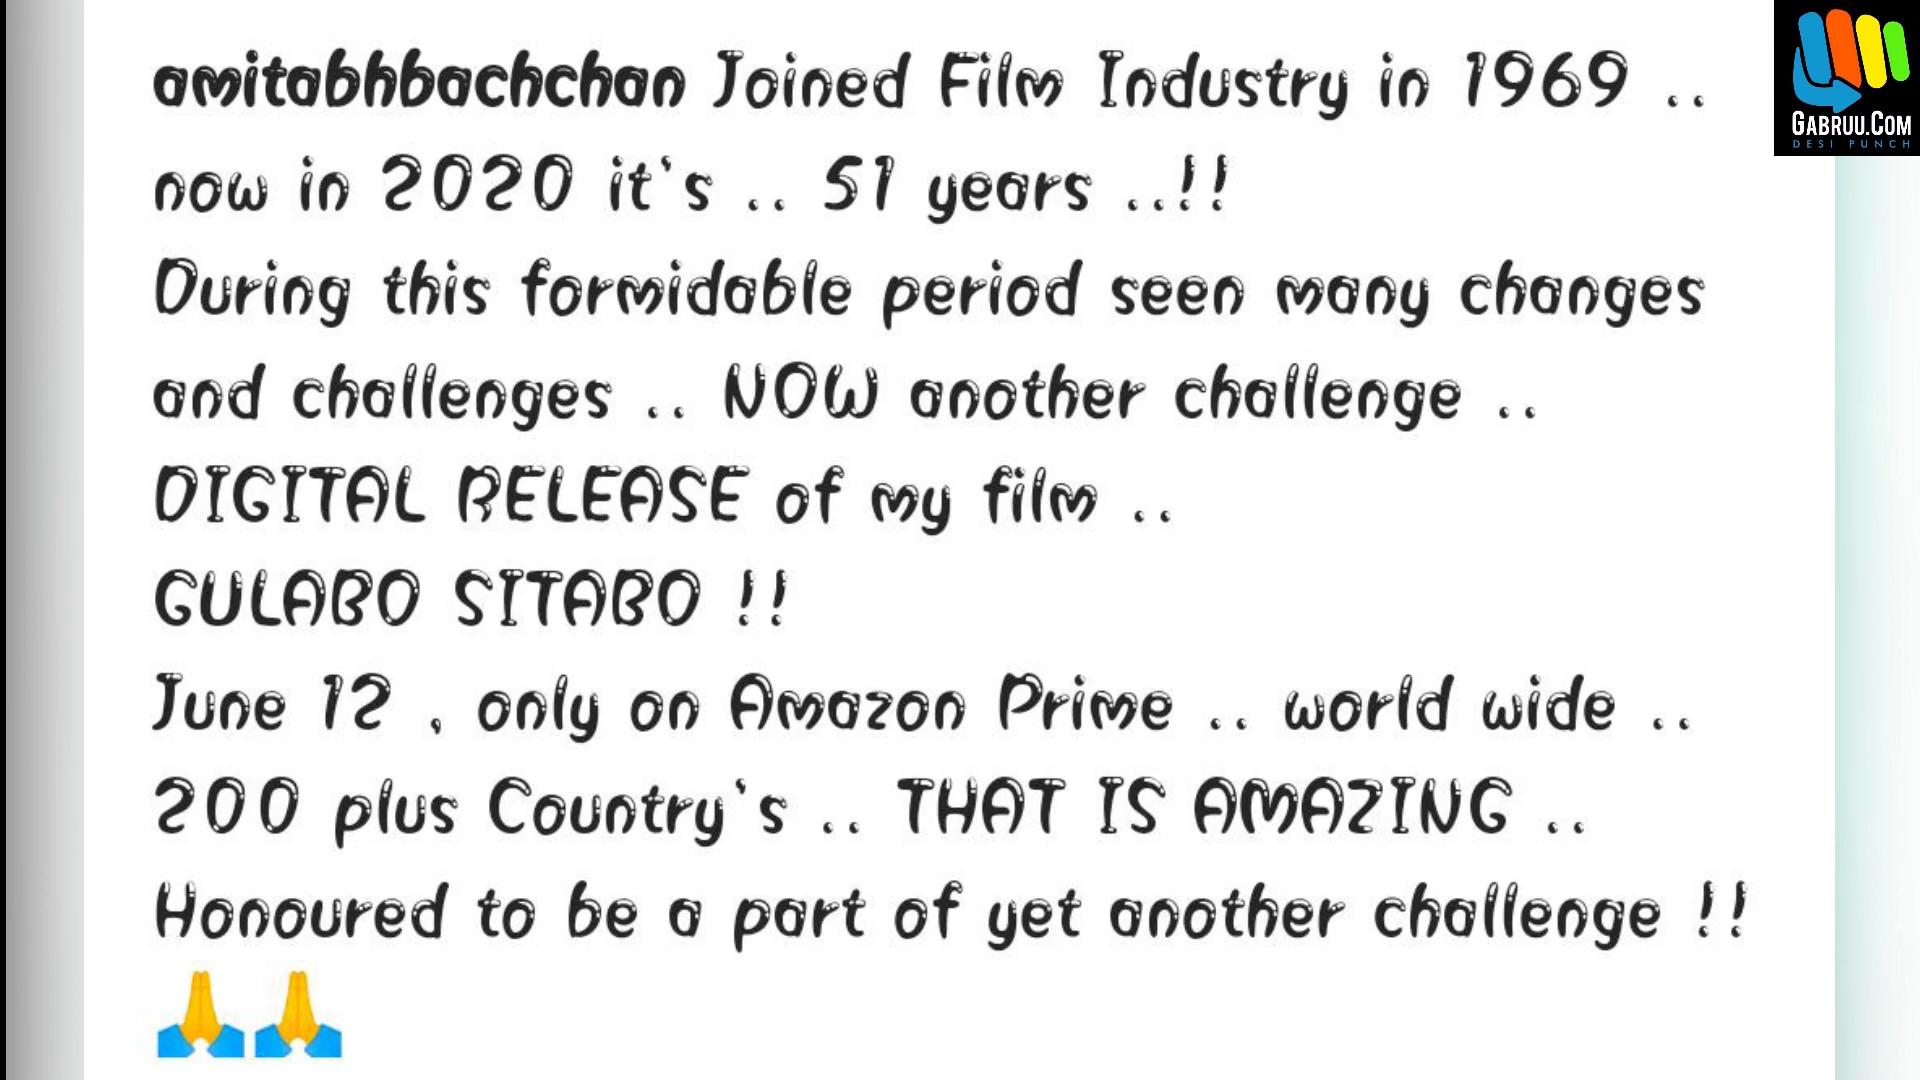 amitabhbachchan Joined Film Industry in 1969 ..
now in 2020 it's .. 51 years ..!!
During this formidable period seen many changes
and challenges .. NOW another challenge ..
DIGITAL RELEASE of my film ..
GULABO SITABO !!
June 12 , only on Amazon Prime .. world wide ..
200 plus Country's .. THAT IS AMAZING ..
Honoured to be a part of yet another challenge !!
🙏🙏
GABRUU.COM
DESI PUNCH